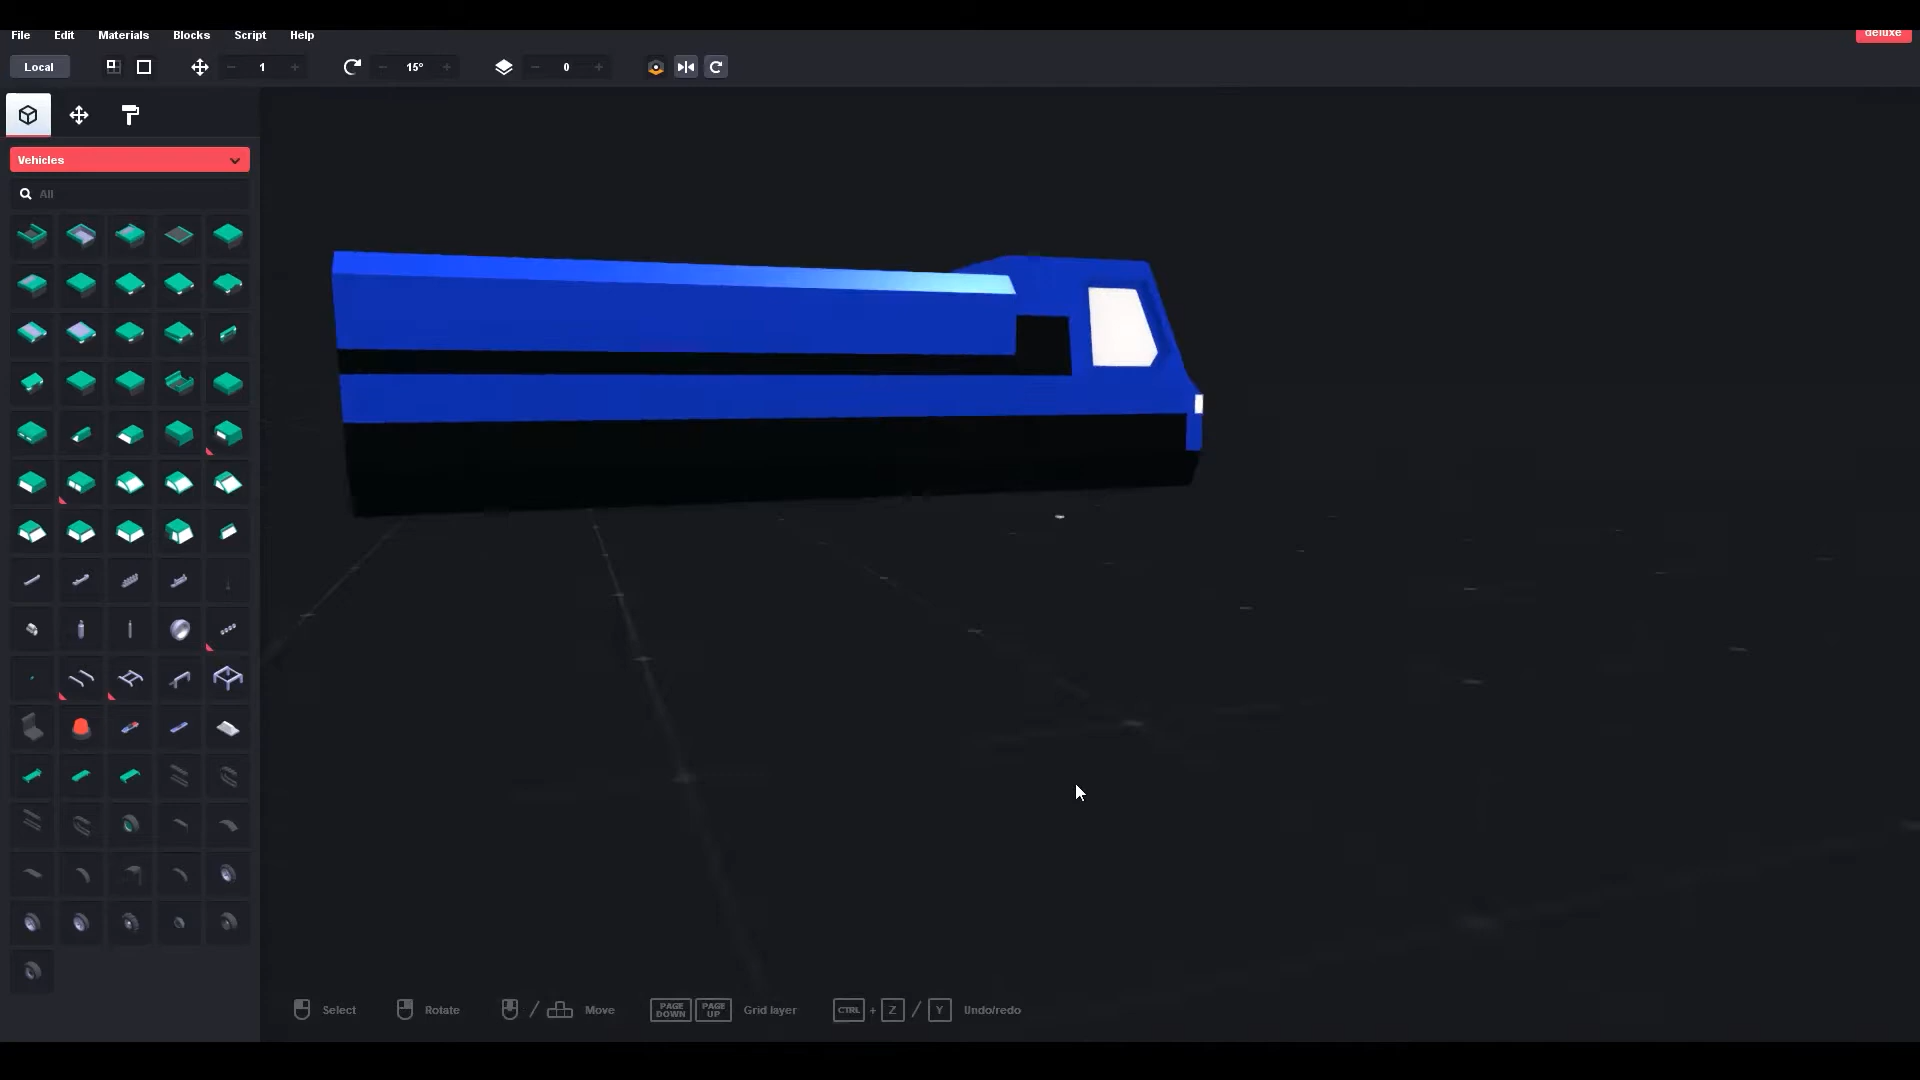 File Edit Materials Blocks Script Help deluxe
Local 1 15° 0
Vehicles
All
Select Rotate / Move PAGE DOWN PAGE UP Grid layer CTRL + Z / Y Undo/redo